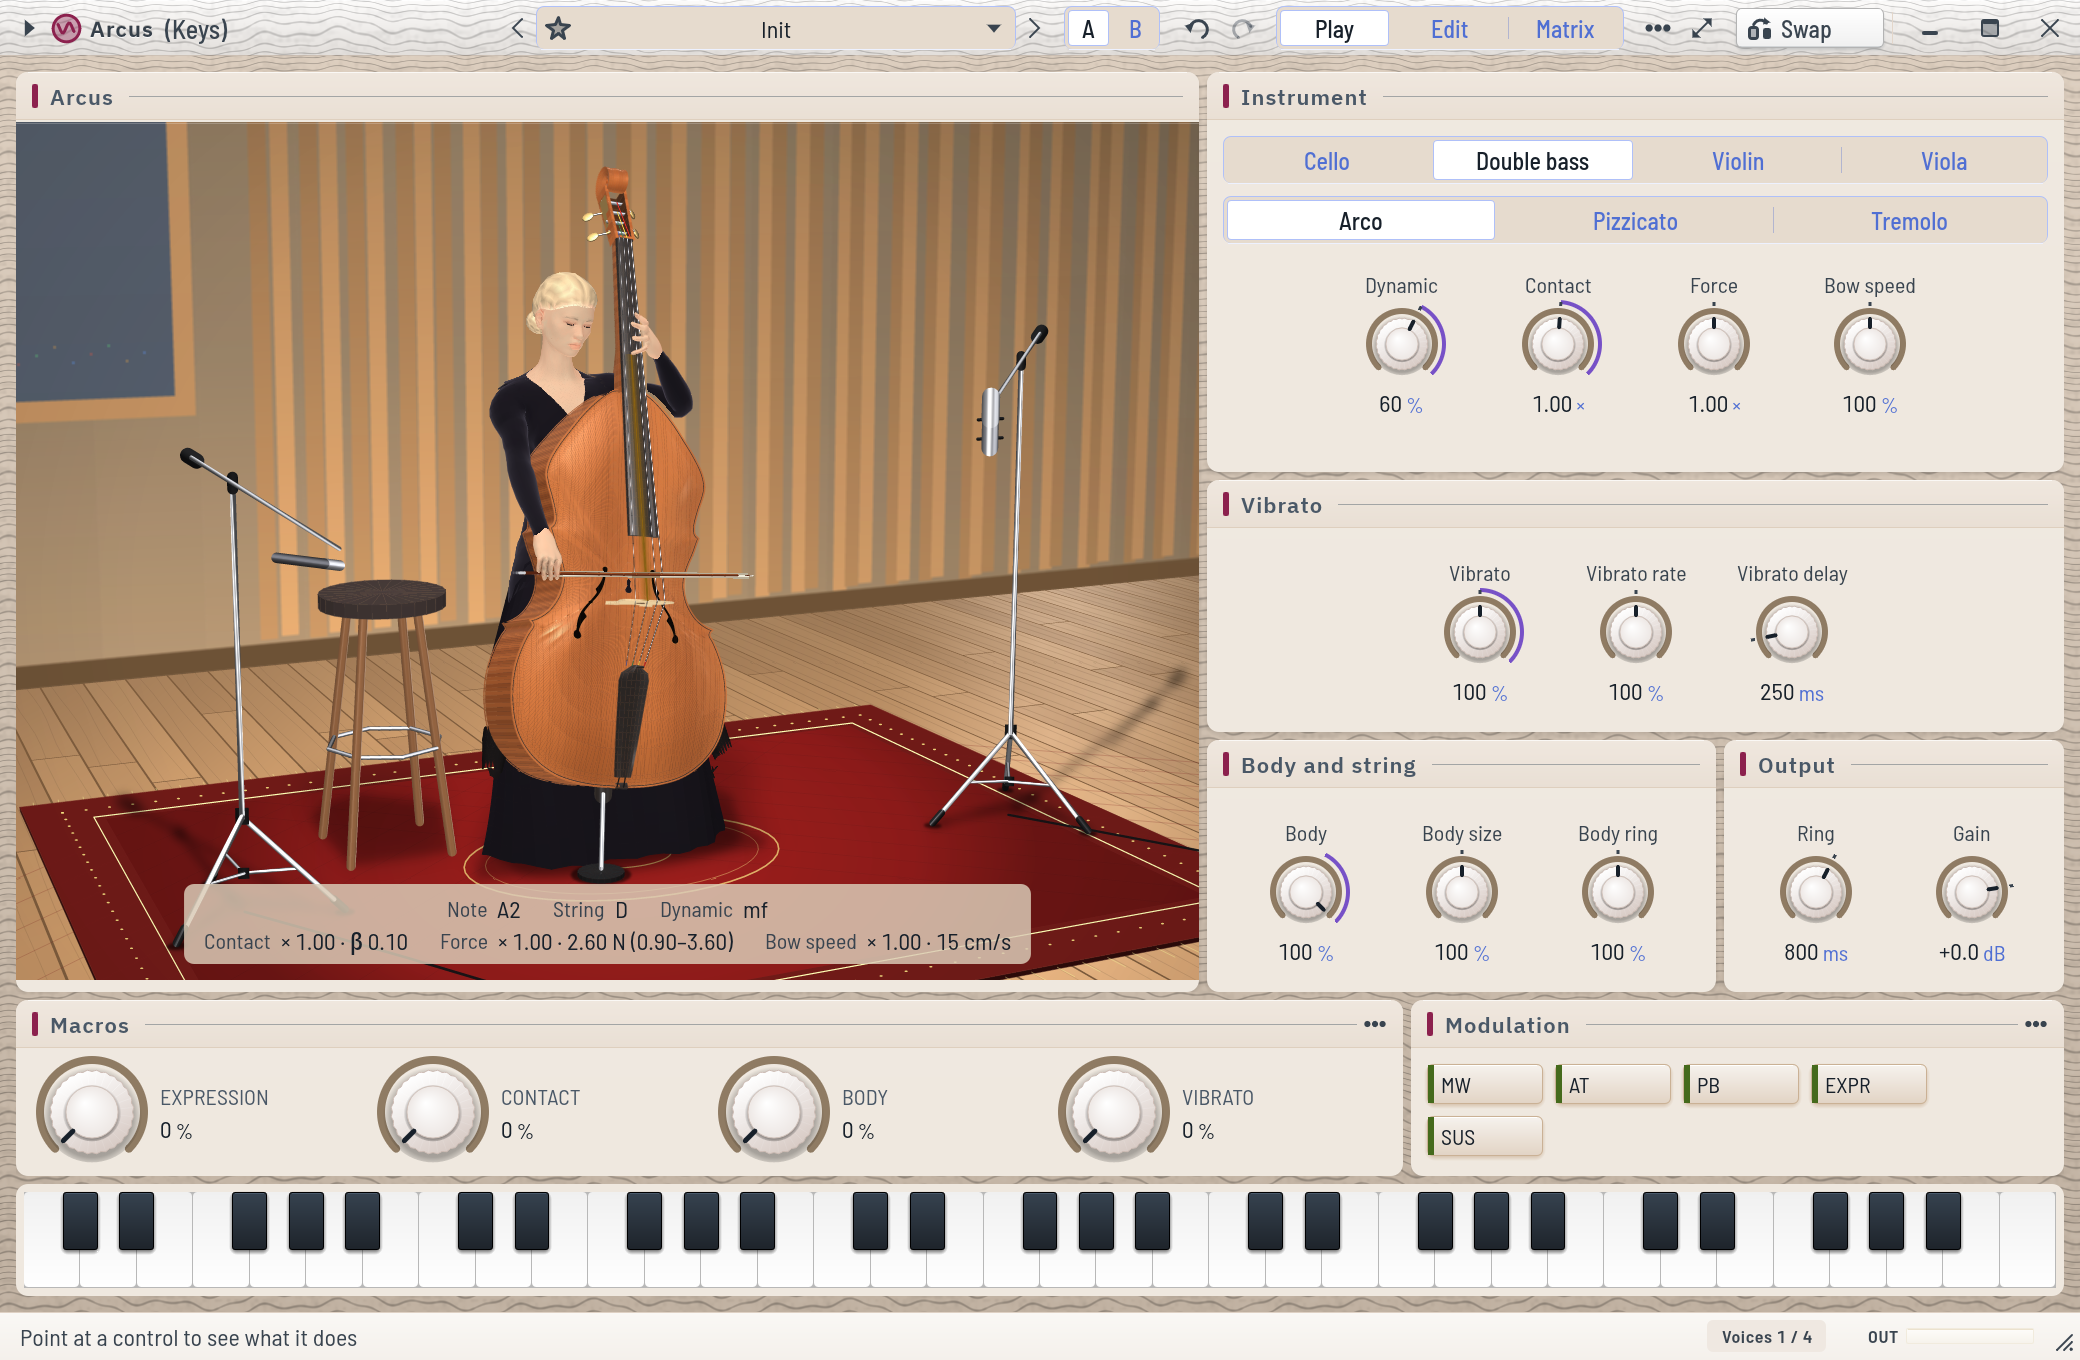 Arcus (Keys)
Init
A B
Play Edit Matrix
Swap
Arcus
Note A2 String D Dynamic mf
Contact × 1.00 · β 0.10 Force × 1.00 · 2.60 N (0.90–3.60) Bow speed × 1.00 · 15 cm/s
Instrument
Cello Double bass Violin Viola
Arco Pizzicato Tremolo
Dynamic Contact Force Bow speed
60 % 1.00 × 1.00 × 100 %
Vibrato
Vibrato Vibrato rate Vibrato delay
100 % 100 % 250 ms
Body and string
Body Body size Body ring
100 % 100 % 100 %
Output
Ring Gain
800 ms +0.0 dB
Macros
EXPRESSION CONTACT BODY VIBRATO
0 % 0 % 0 % 0 %
Modulation
MW AT PB EXPR
SUS
Point at a control to see what it does
Voices 1 / 4 OUT